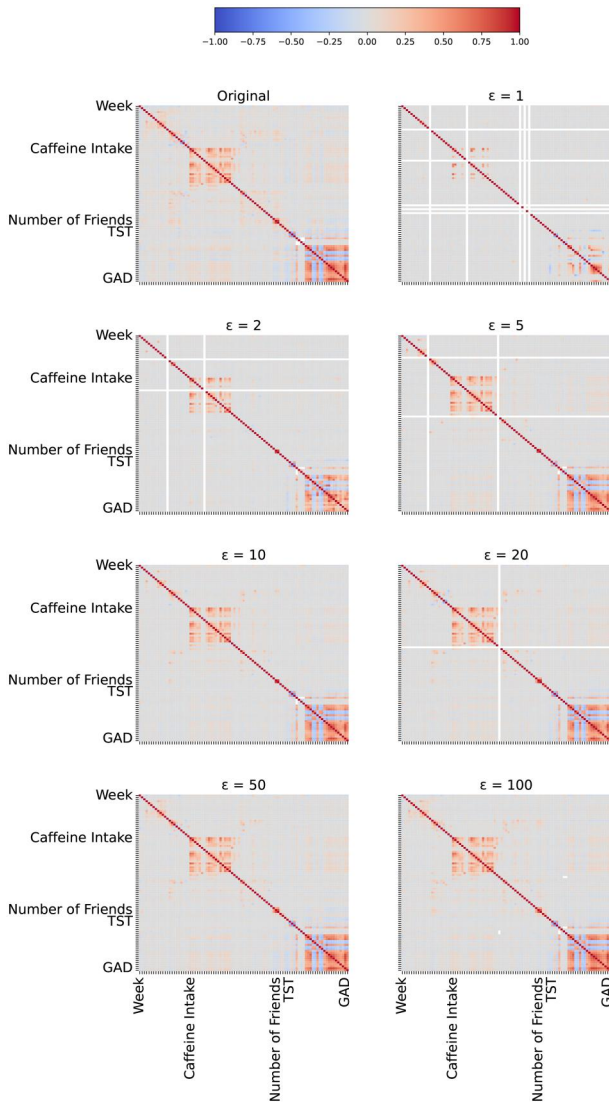 −1.00 −0.75 −0.50 −0.25 0.00 0.25 0.50 0.75 1.00
Original
ε = 1
Week
Caffeine Intake
Number of Friends
TST
GAD
ε = 2
ε = 5
Week
Caffeine Intake
Number of Friends
TST
GAD
ε = 10
ε = 20
Week
Caffeine Intake
Number of Friends
TST
GAD
ε = 50
ε = 100
Week
Caffeine Intake
Number of Friends
TST
GAD
Week
Caffeine Intake
Number of Friends
TST
GAD
Week
Caffeine Intake
Number of Friends
TST
GAD